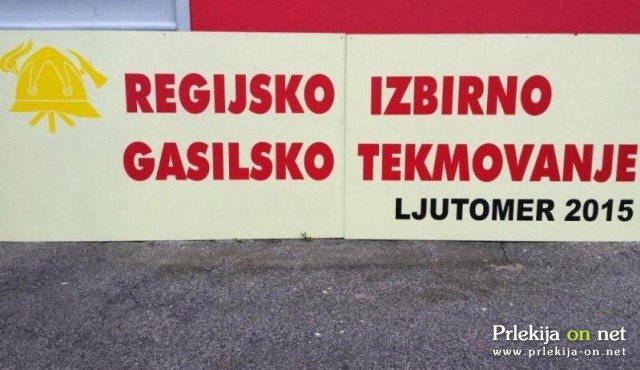 REGIJSKO IZBIRNO
GASILSKO TEKMOVANJE
LJUTOMER 2015
Prlekija on net
www.prlekija-on.net